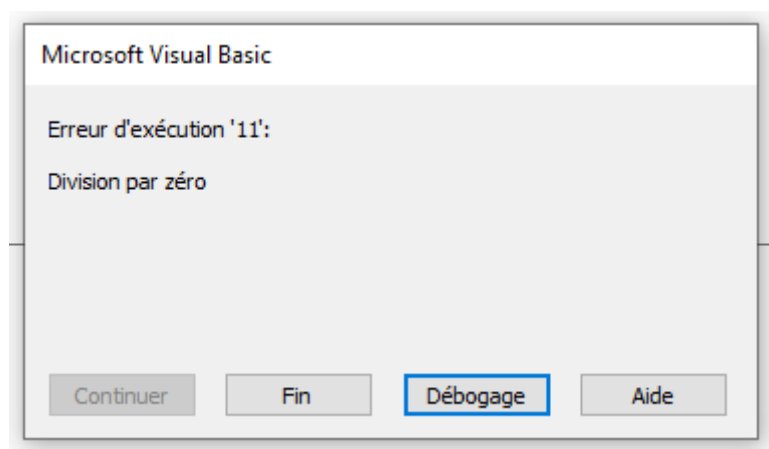 Microsoft Visual Basic
Erreur d'exécution '11':
Division par zéro
Continuer Fin Débogage Aide